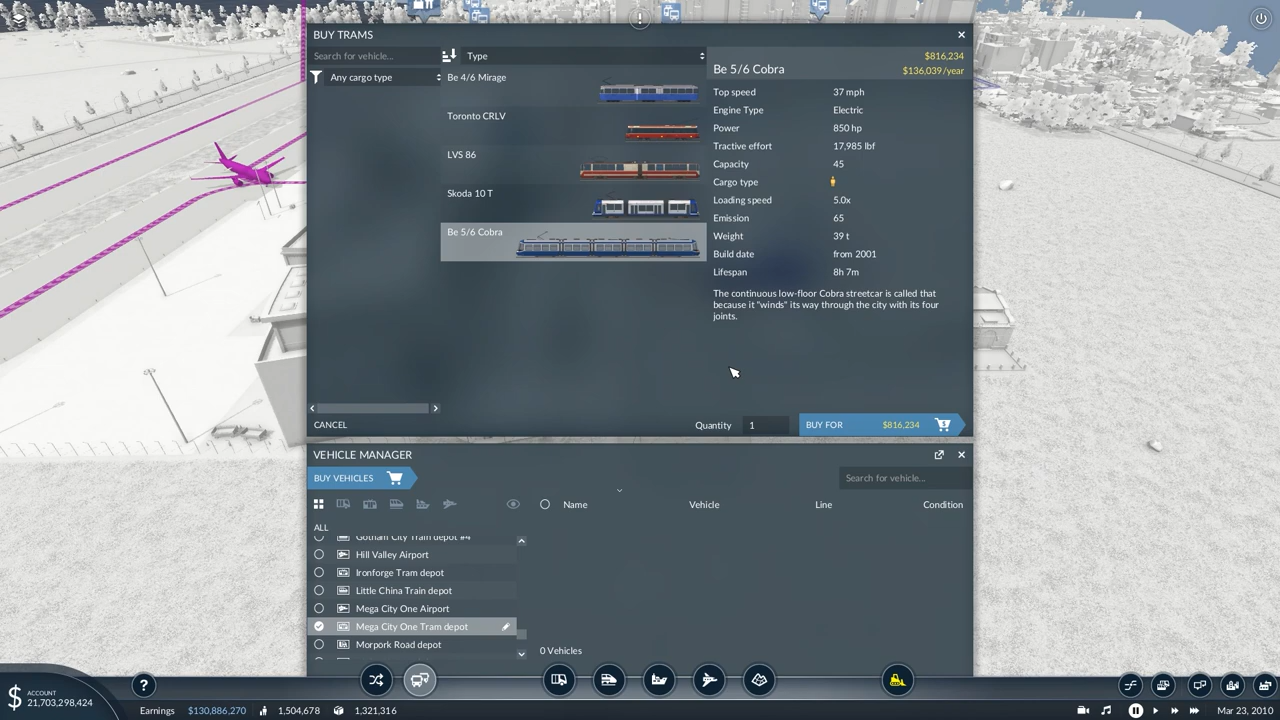 BUY TRAMS
Search for vehicle...
Type
Any cargo type
Be 4/6 Mirage
Toronto CRLV
LVS 86
Skoda 10 T
Be 5/6 Cobra
$816,234
Be 5/6 Cobra
$136,039/year
Top speed 37 mph
Engine Type Electric
Power 850 hp
Tractive effort 17,985 lbf
Capacity 45
Cargo type
Loading speed 5.0x
Emission 65
Weight 39 t
Build date from 2001
Lifespan 8h 7m
The continuous low-floor Cobra streetcar is called that
because it "winds" its way through the city with its four
joints.
CANCEL
Quantity 1
BUY FOR $816,234
VEHICLE MANAGER
BUY VEHICLES
Search for vehicle...
Name Vehicle Line Condition
ALL
Gotham City Train depot #4
Hill Valley Airport
Ironforge Tram depot
Little China Train depot
Mega City One Airport
Mega City One Tram depot
Morpork Road depot
0 Vehicles
ACCOUNT
$ 21,703,298,424
?
Earnings $130,886,270 1,504,678 1,321,316
Mar 23, 2010